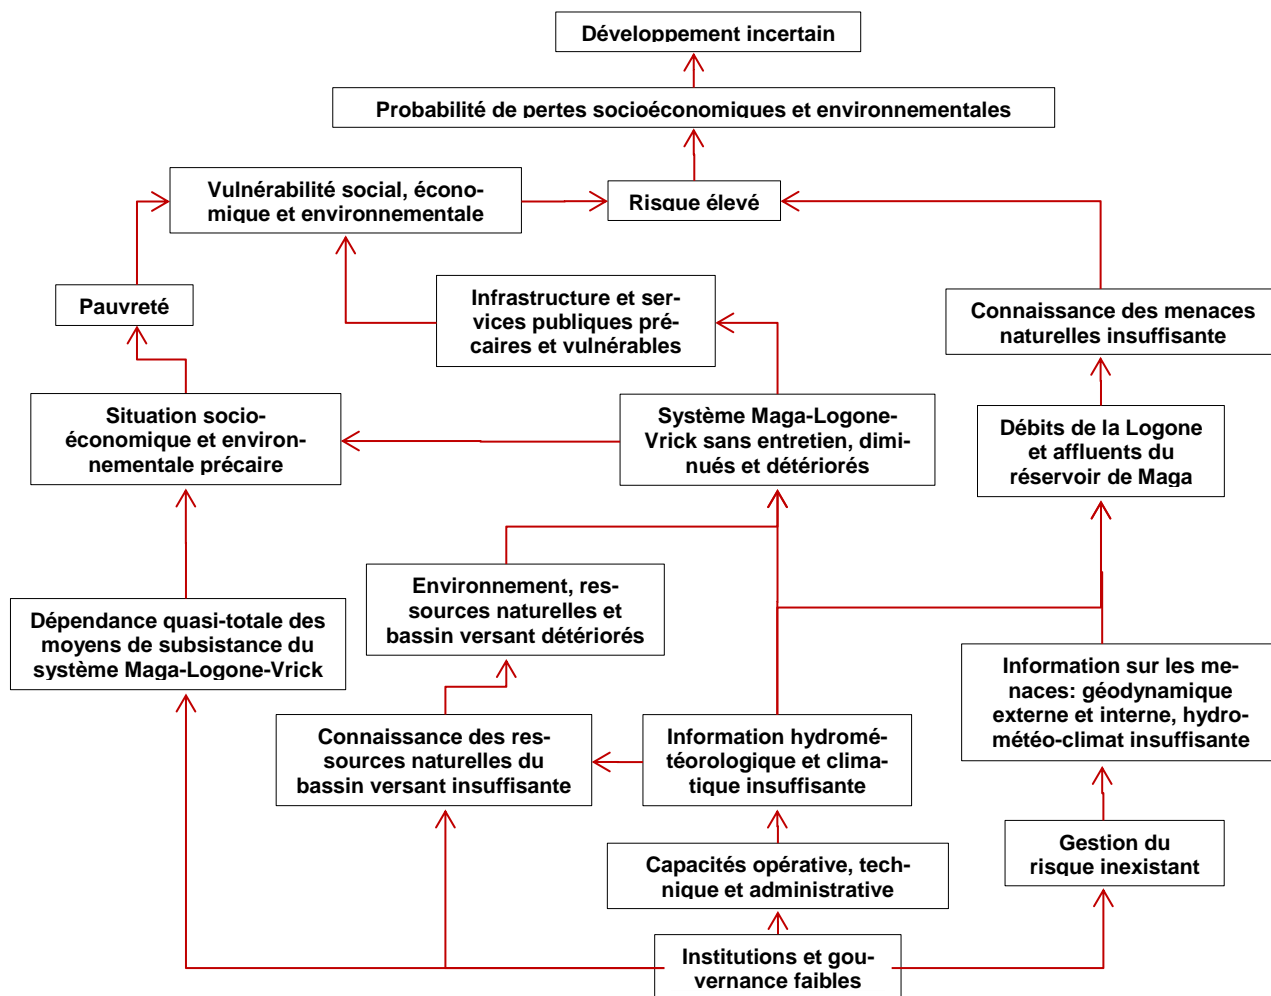 Développement incertain
Probabilité de pertes socioéconomiques et environnementales
Vulnérabilité social, écono-
mique et environnementale
Risque élevé
Pauvreté
Infrastructure et ser-
vices publiques pré-
caires et vulnérables
Connaissance des menaces
naturelles insuffisante
Situation socio-
économique et environ-
nementale précaire
Système Maga-Logone-
Vrick sans entretien, dimi-
nués et détériorés
Débits de la Logone
et affluents du
réservoir de Maga
Environnement, res-
sources naturelles et
bassin versant détériorés
Dépendance quasi-totale des
moyens de subsistance du
système Maga-Logone-Vrick
Information sur les me-
naces: géodynamique
externe et interne, hydro-
météo-climat insuffisante
Connaissance des res-
sources naturelles du
bassin versant insuffisante
Information hydromé-
téorologique et clima-
tique insuffisante
Capacités opérative, tech-
nique et administrative
Gestion du
risque inexistant
Institutions et gou-
vernance faibles